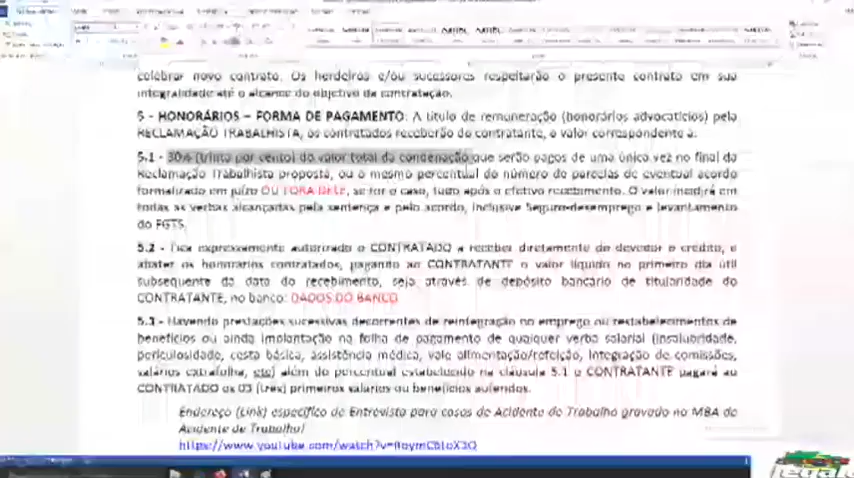 celebrar novo contrato. Os herdeiros e/ou sucessores respeitarão o presente contrato em sua
integralidade até o alcance do objetivo da contratação.
5 - HONORÁRIOS – FORMA DE PAGAMENTO: A título de remuneração (honorários advocatícios) pela
RECLAMAÇÃO TRABALHISTA, os contratados receberão do contratante, o valor correspondente a:
5.1 - 30% (trinta por cento) do valor total da condenação que serão pagos de uma única vez no final da
Reclamação Trabalhista proposta, ou o mesmo percentual do número de parcelas de eventual acordo
formalizado em juízo OU FORA DELE, se for o caso, tudo após o efetivo recebimento. O valor incidirá em
todas as verbas alcançadas pela sentença e pelo acordo, inclusive Seguro-desemprego e levantamento
do FGTS.
5.2 - Fica expressamente autorizado o CONTRATADO a receber diretamente do devedor o crédito, e
abater os honorários contratados, pagando ao CONTRATANTE o valor líquido no primeiro dia útil
subsequente da data do recebimento, seja através de depósito bancário de titularidade do
CONTRATANTE, no banco: DADOS DO BANCO
5.3 - Havendo prestações sucessivas decorrentes de reintegração no emprego ou restabelecimentos de
benefícios ou ainda implantação na folha de pagamento de qualquer verba salarial (insalubridade,
periculosidade, cesta básica, assistência médica, vale alimentação/refeição, integração de comissões,
salários extrafolha, etc) além do percentual estabelecido na cláusula 5.1 o CONTRATANTE pagará ao
CONTRATADO os 03 (três) primeiros salários ou benefícios auferidos.
Endereço (Link) específico de Entrevista para casos de Acidente do Trabalho gravado no MBA de
Acidente de Trabalho)